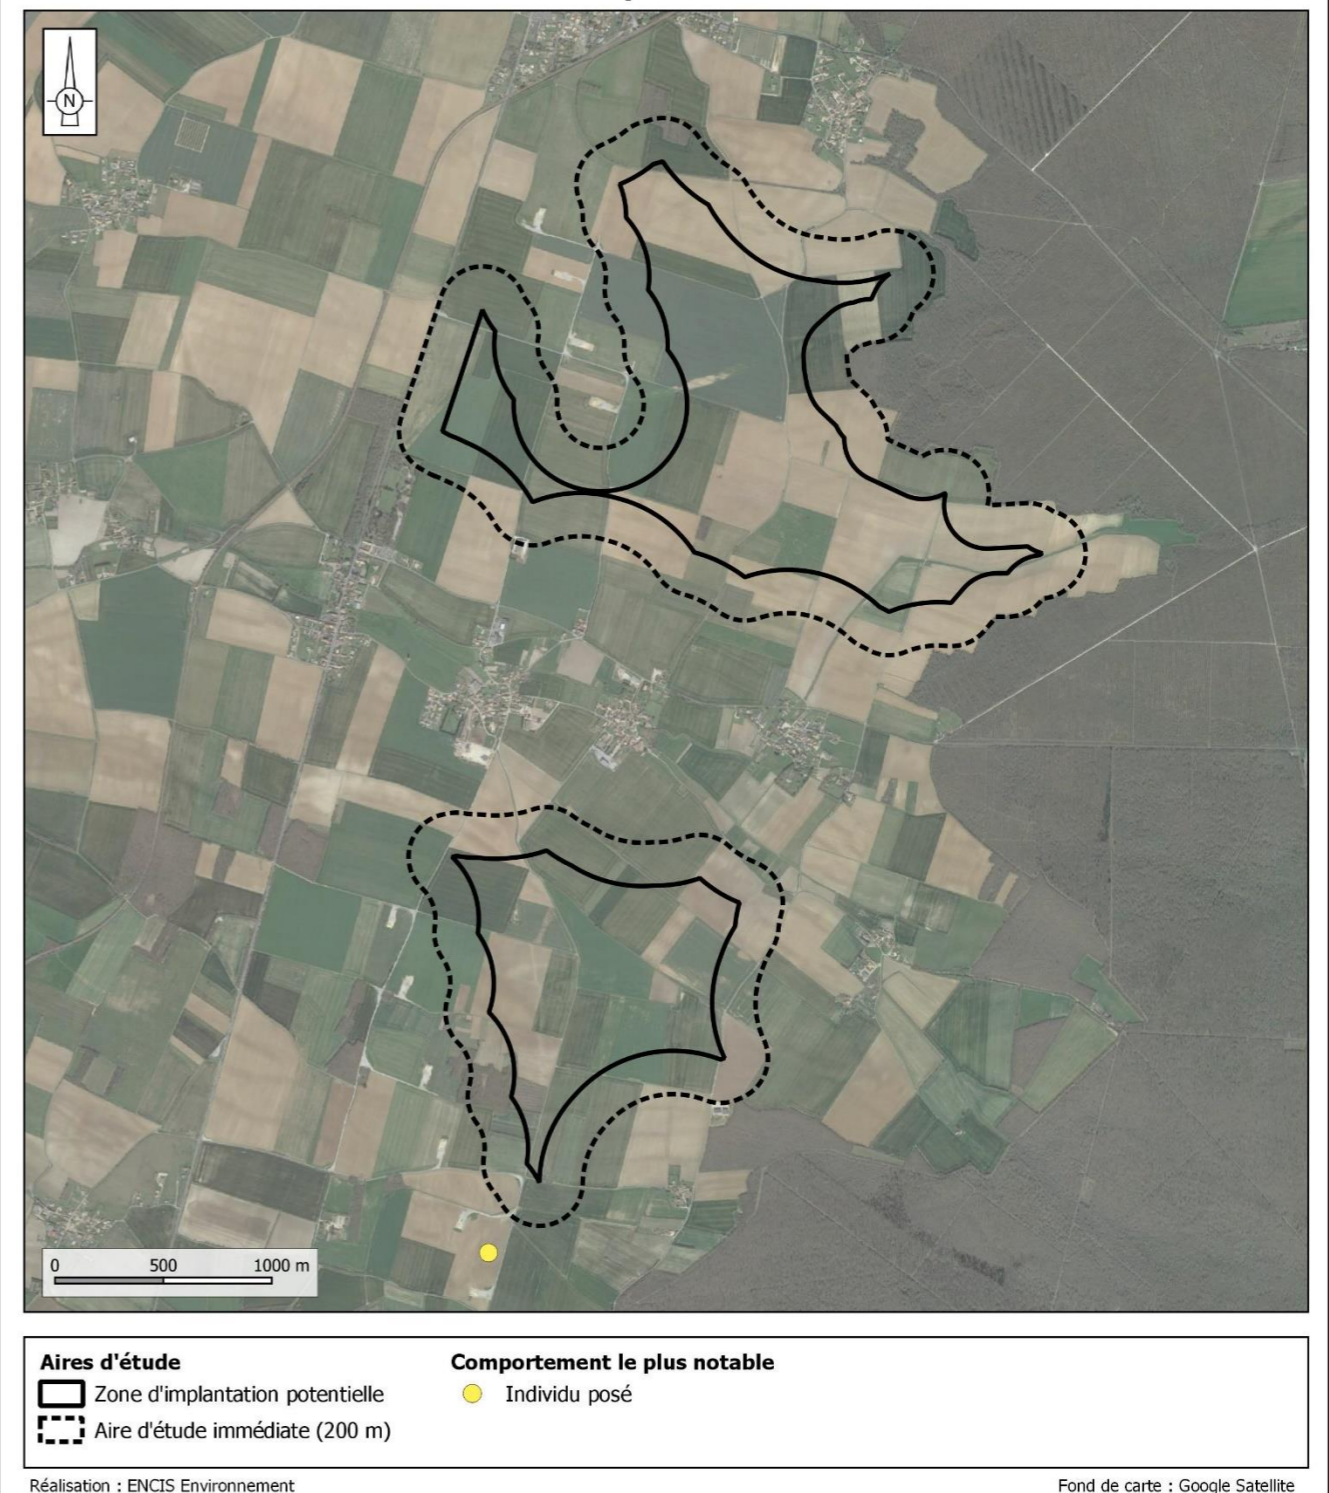 N
0 500 1000 m
Aires d'étude
Zone d'implantation potentielle
Aire d'étude immédiate (200 m)
Comportement le plus notable
Individu posé
Réalisation : ENCIS Environnement
Fond de carte : Google Satellite